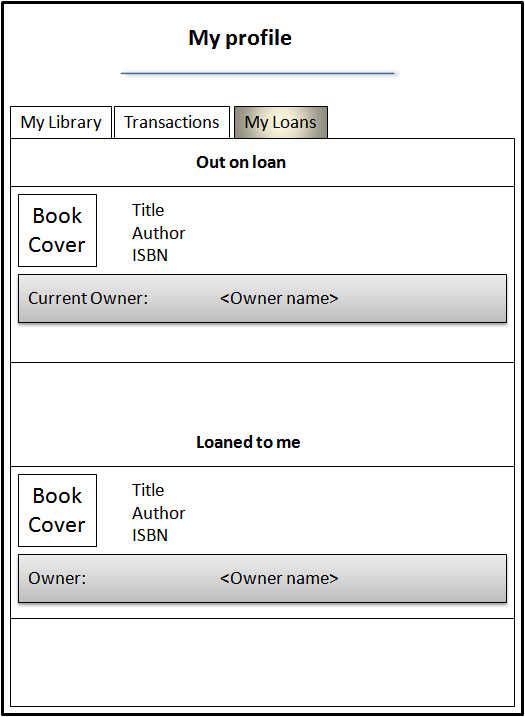 My profile
My Library Transactions My Loans
Out on loan
Book
Cover
Title
Author
ISBN
Current Owner: <Owner name>
Loaned to me
Book
Cover
Title
Author
ISBN
Owner: <Owner name>